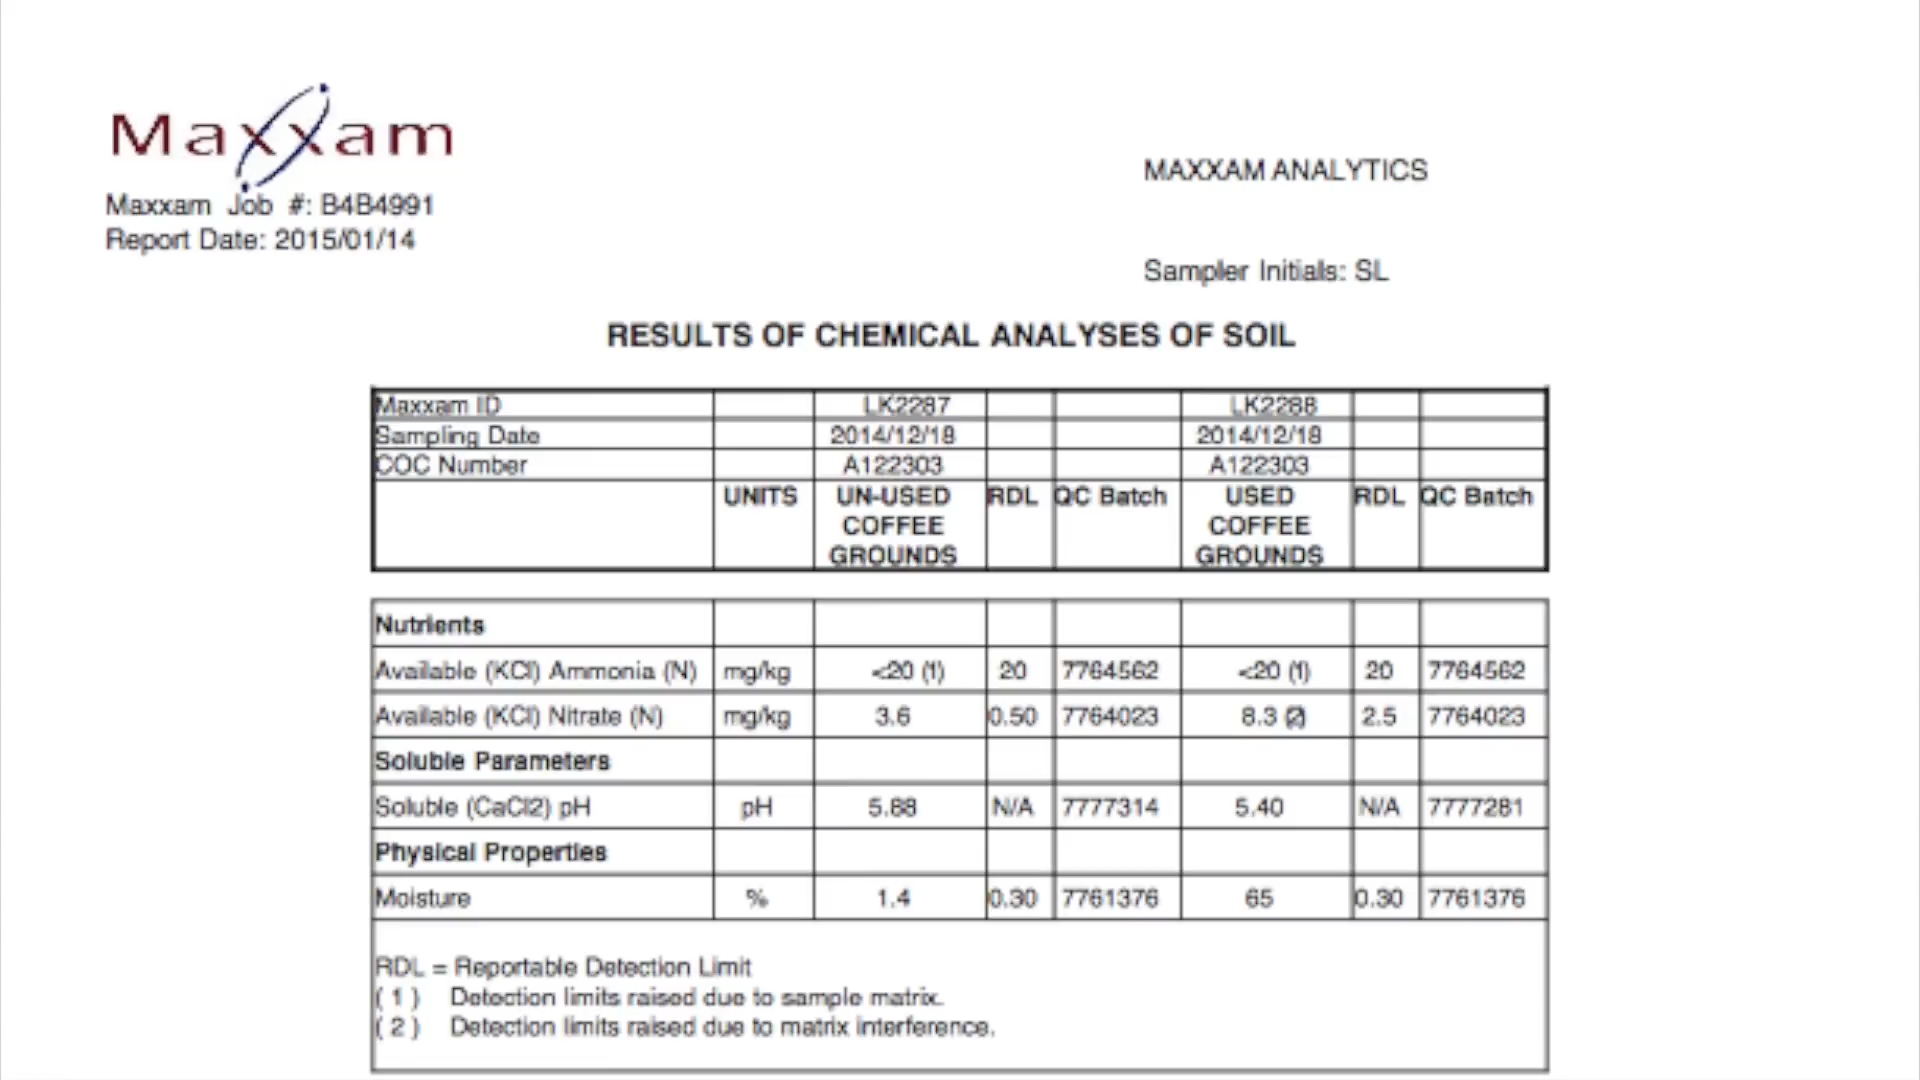 Maxxam
Maxxam Job #: B4B4991
Report Date: 2015/01/14
MAXXAM ANALYTICS
Sampler Initials: SL
RESULTS OF CHEMICAL ANALYSES OF SOIL
Maxxam ID LK2287 LK2288
Sampling Date 2014/12/18 2014/12/18
COC Number A122303 A122303
UNITS UN-USED COFFEE GROUNDS RDL QC Batch USED COFFEE GROUNDS RDL QC Batch
Nutrients
Available (KCl) Ammonia (N) mg/kg <20 (1) 20 7764562 <20 (1) 20 7764562
Available (KCl) Nitrate (N) mg/kg 3.6 0.50 7764023 8.3 (2) 2.5 7764023
Soluble Parameters
Soluble (CaCl2) pH pH 5.68 N/A 7777314 5.40 N/A 7777281
Physical Properties
Moisture % 1.4 0.30 7761376 65 0.30 7761376
RDL = Reportable Detection Limit
( 1 ) Detection limits raised due to sample matrix.
( 2 ) Detection limits raised due to matrix interference.